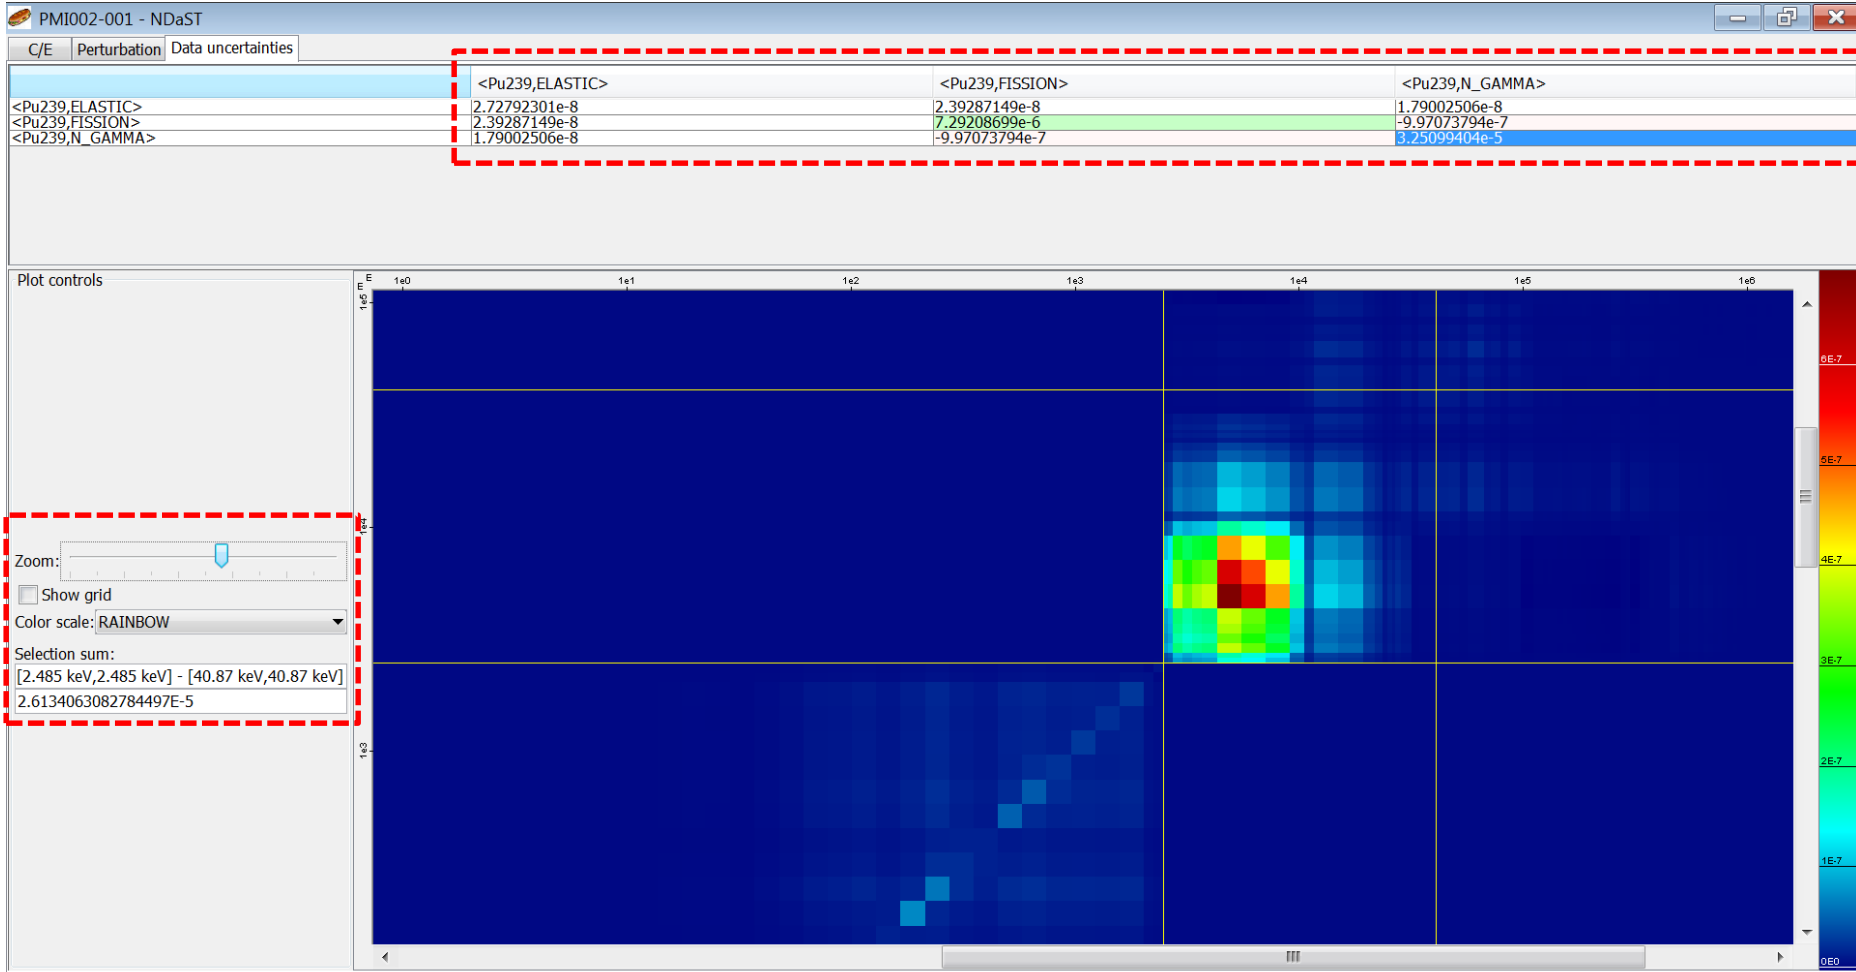 PMI002-001 - NDaST
C/E Perturbation Data uncertainties
<Pu239,ELASTIC> <Pu239,FISSION> <Pu239,N_GAMMA>
<Pu239,ELASTIC> 2.72792301e-8 2.39287149e-8 1.79002506e-8
<Pu239,FISSION> 2.39287149e-8 7.29208699e-6 -9.97073794e-7
<Pu239,N_GAMMA> 1.79002506e-8 -9.97073794e-7 3.25099404e-5
Plot controls
E 1e0 1e1 1e2 1e3 1e4 1e5 1e6
E
1e5
1e4
1e3
Zoom:
Show grid
Color scale: RAINBOW
Selection sum:
[2.485 keV,2.485 keV] - [40.87 keV,40.87 keV]
2.6134063082784497E-5
6E-7
5E-7
4E-7
3E-7
2E-7
1E-7
0E0